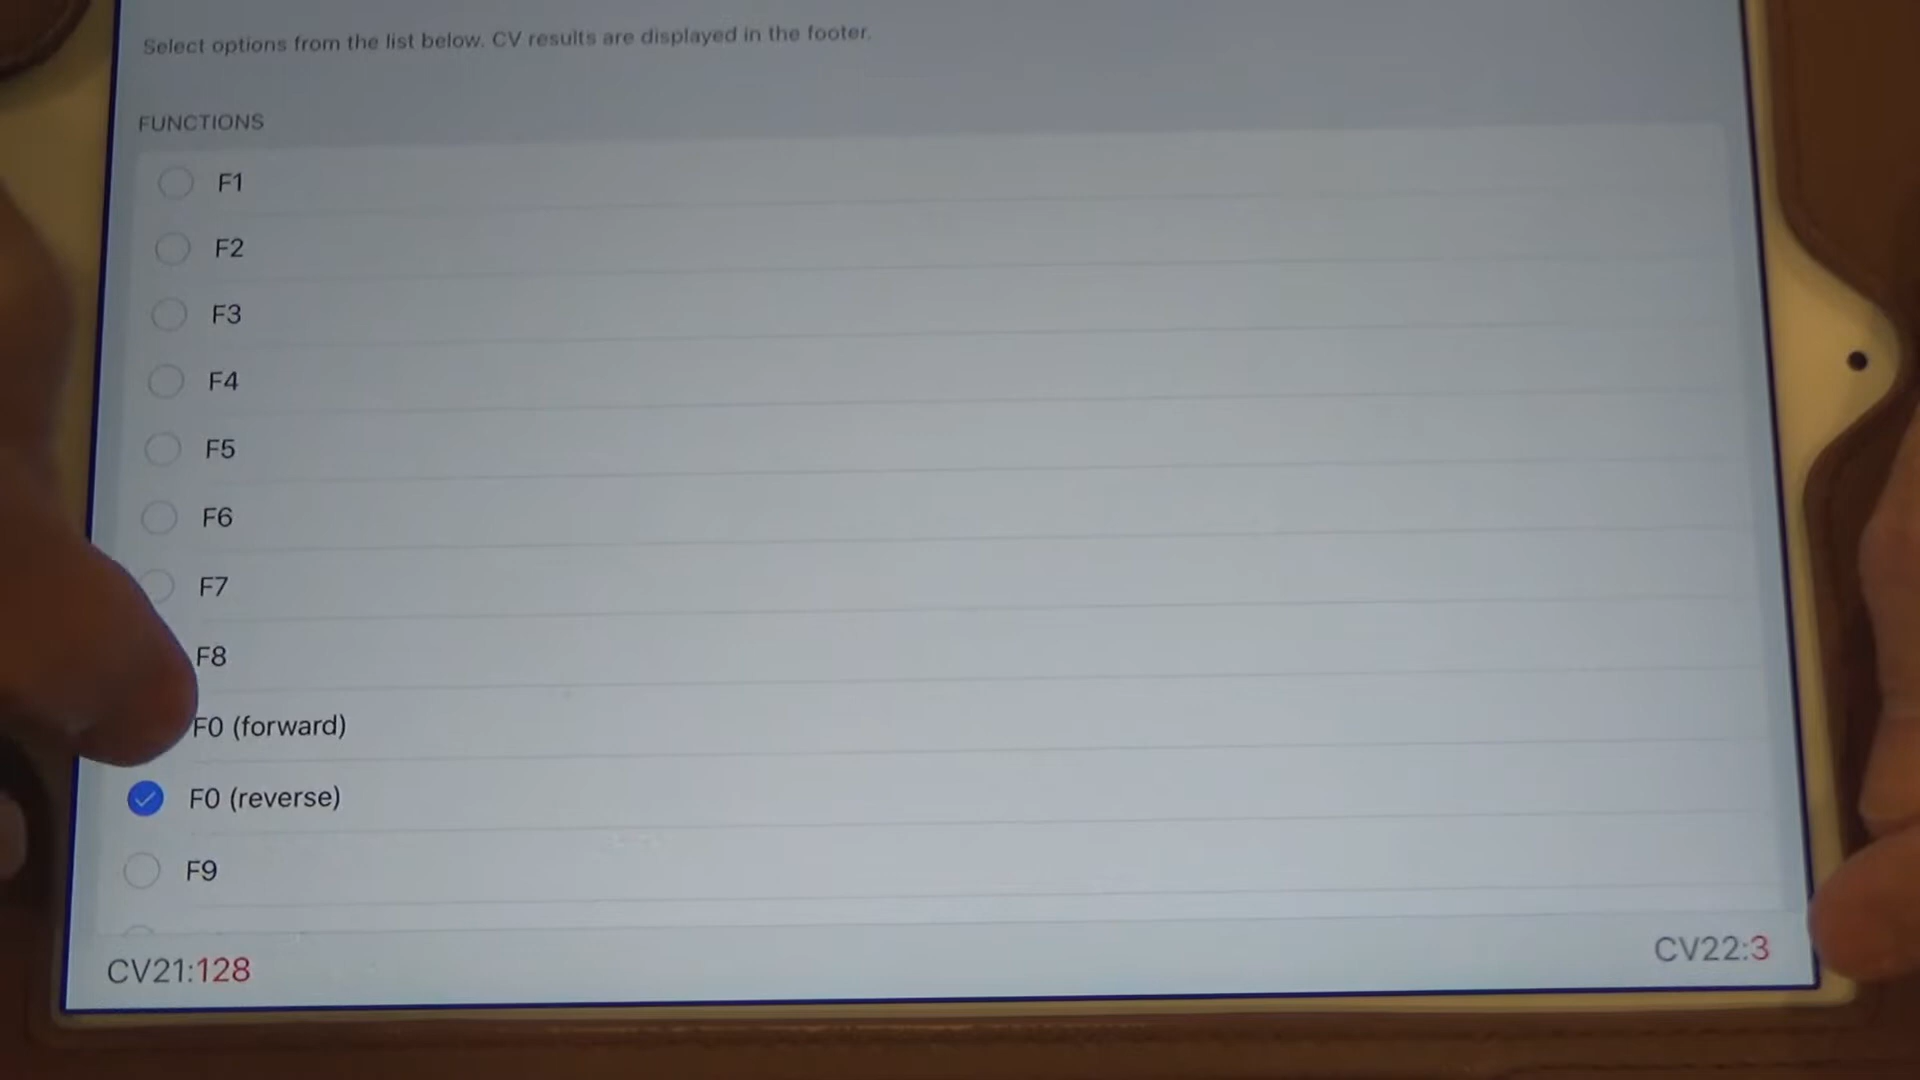 Select options from the list below. CV results are displayed in the footer.
FUNCTIONS
F1
F2
F3
F4
F5
F6
F7
F8
F0 (forward)
F0 (reverse)
F9
CV21:128
CV22:3